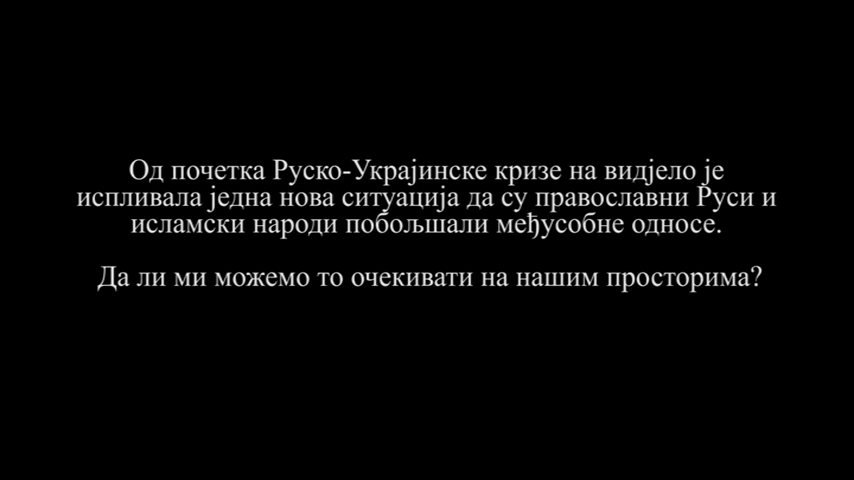 Од почетка Руско-Украјинске кризе на видјело је
испливала једна нова ситуација да су православни Руси и
исламски народи побољшали међусобне односе.
Да ли ми можемо то очекивати на нашим просторима?